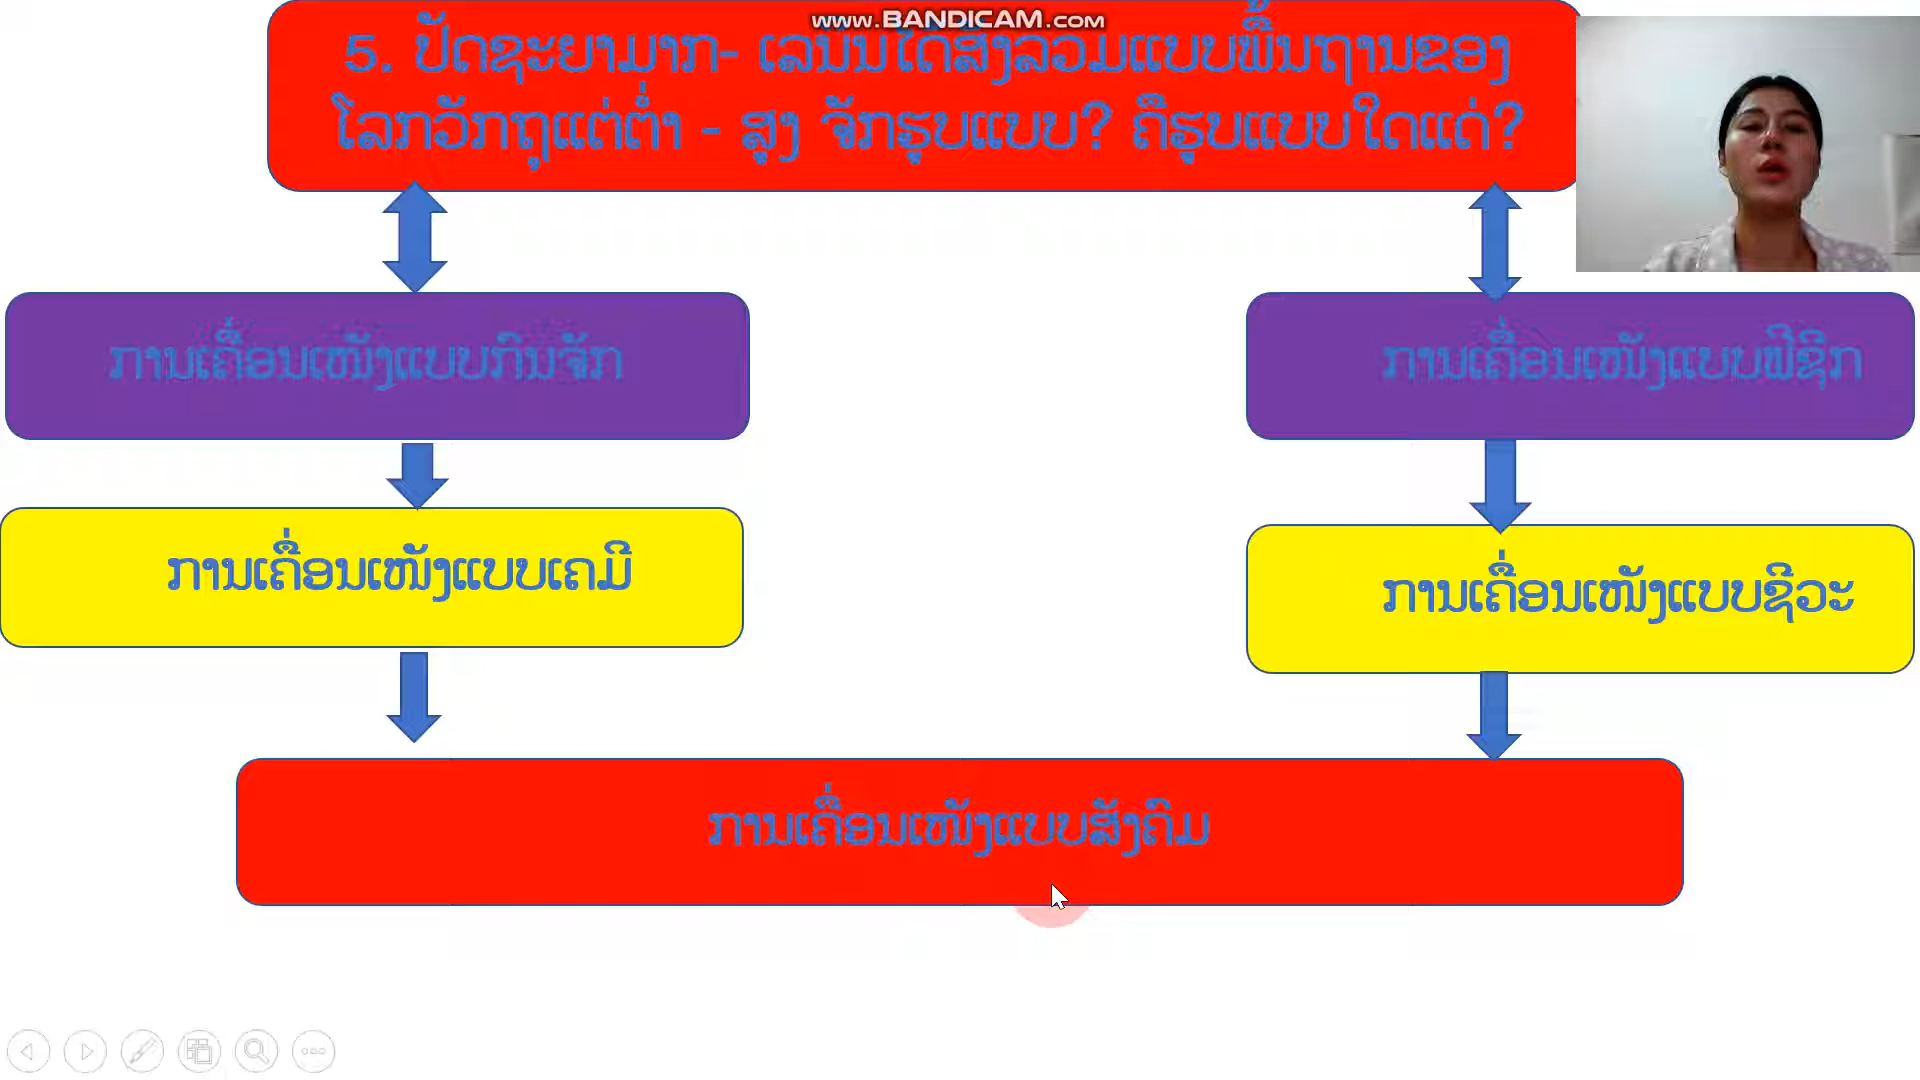 www.BANDICAM.com
5. ປັດຊະຍາມາກ- ເລນິນໄດ້ສັງລວມແບບພື້ນຖານຂອງ
ໂລກວັກຖຸແຕ່ຕໍ່າ - ສູງ ຈັກຮູບແບບ? ຄືຮູບແບບໃດແດ່?
ການເຄື່ອນເໜັງແບບກົນຈັກ
ການເຄື່ອນເໜັງແບບຟີຊິກ
ການເຄື່ອນເໜັງແບບເຄມີ
ການເຄື່ອນເໜັງແບບຊີວະ
ການເຄື່ອນເໜັງແບບສັງຄົມ